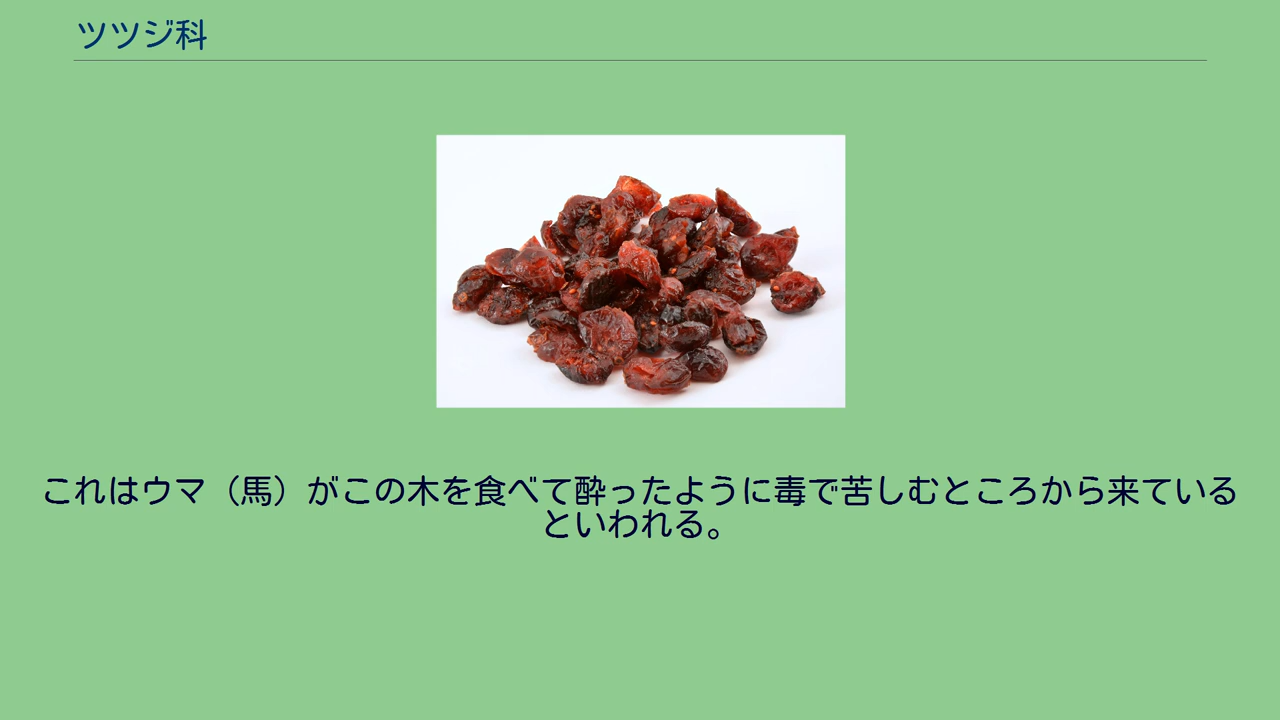 ツツジ科
これはウマ（馬）がこの木を食べて酔ったように毒で苦しむところから来ている
といわれる。